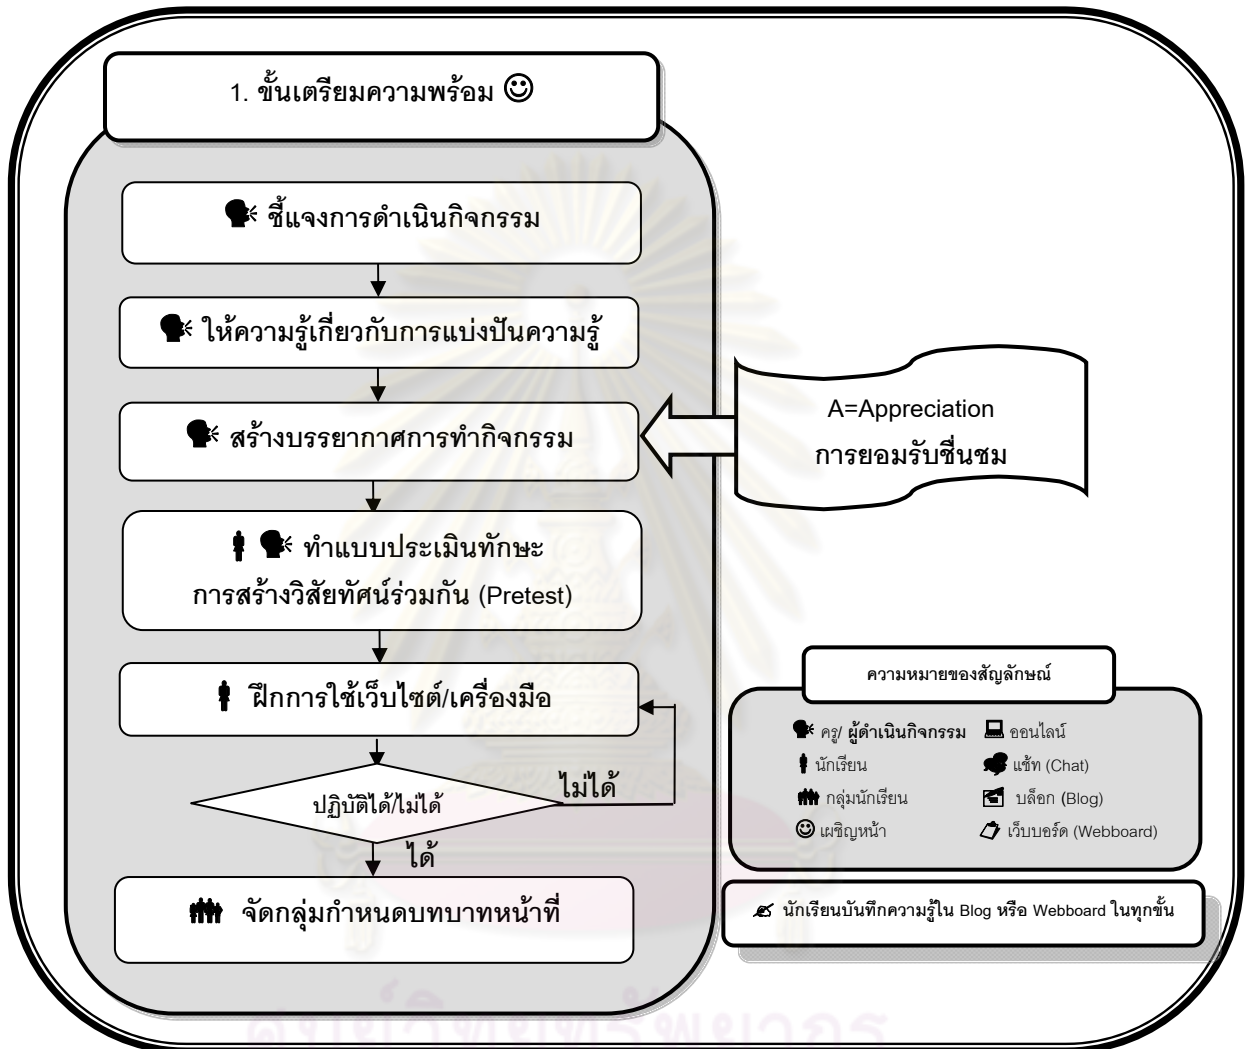 1. ขั้นเตรียมความพร้อม ☺
ชี้แจงการดำเนินกิจกรรม
ให้ความรู้เกี่ยวกับการแบ่งปันความรู้
สร้างบรรยากาศการทำกิจกรรม
A=Appreciation
การยอมรับชื่นชม
ทำแบบประเมินทักษะ
การสร้างวิสัยทัศน์ร่วมกัน (Pretest)
ฝึกการใช้เว็บไซต์/เครื่องมือ
ปฏิบัติได้/ไม่ได้
ไม่ได้
ได้
จัดกลุ่มกำหนดบทบาทหน้าที่
ความหมายของสัญลักษณ์
ครู/ ผู้ดำเนินกิจกรรม
ออนไลน์
นักเรียน
แช้ท (Chat)
กลุ่มนักเรียน
บล็อก (Blog)
☺ เผชิญหน้า
เว็บบอร์ด (Webboard)
นักเรียนบันทึกความรู้ใน Blog หรือ Webboard ในทุกขั้น
ศูนย์วิทยทรัพยากร